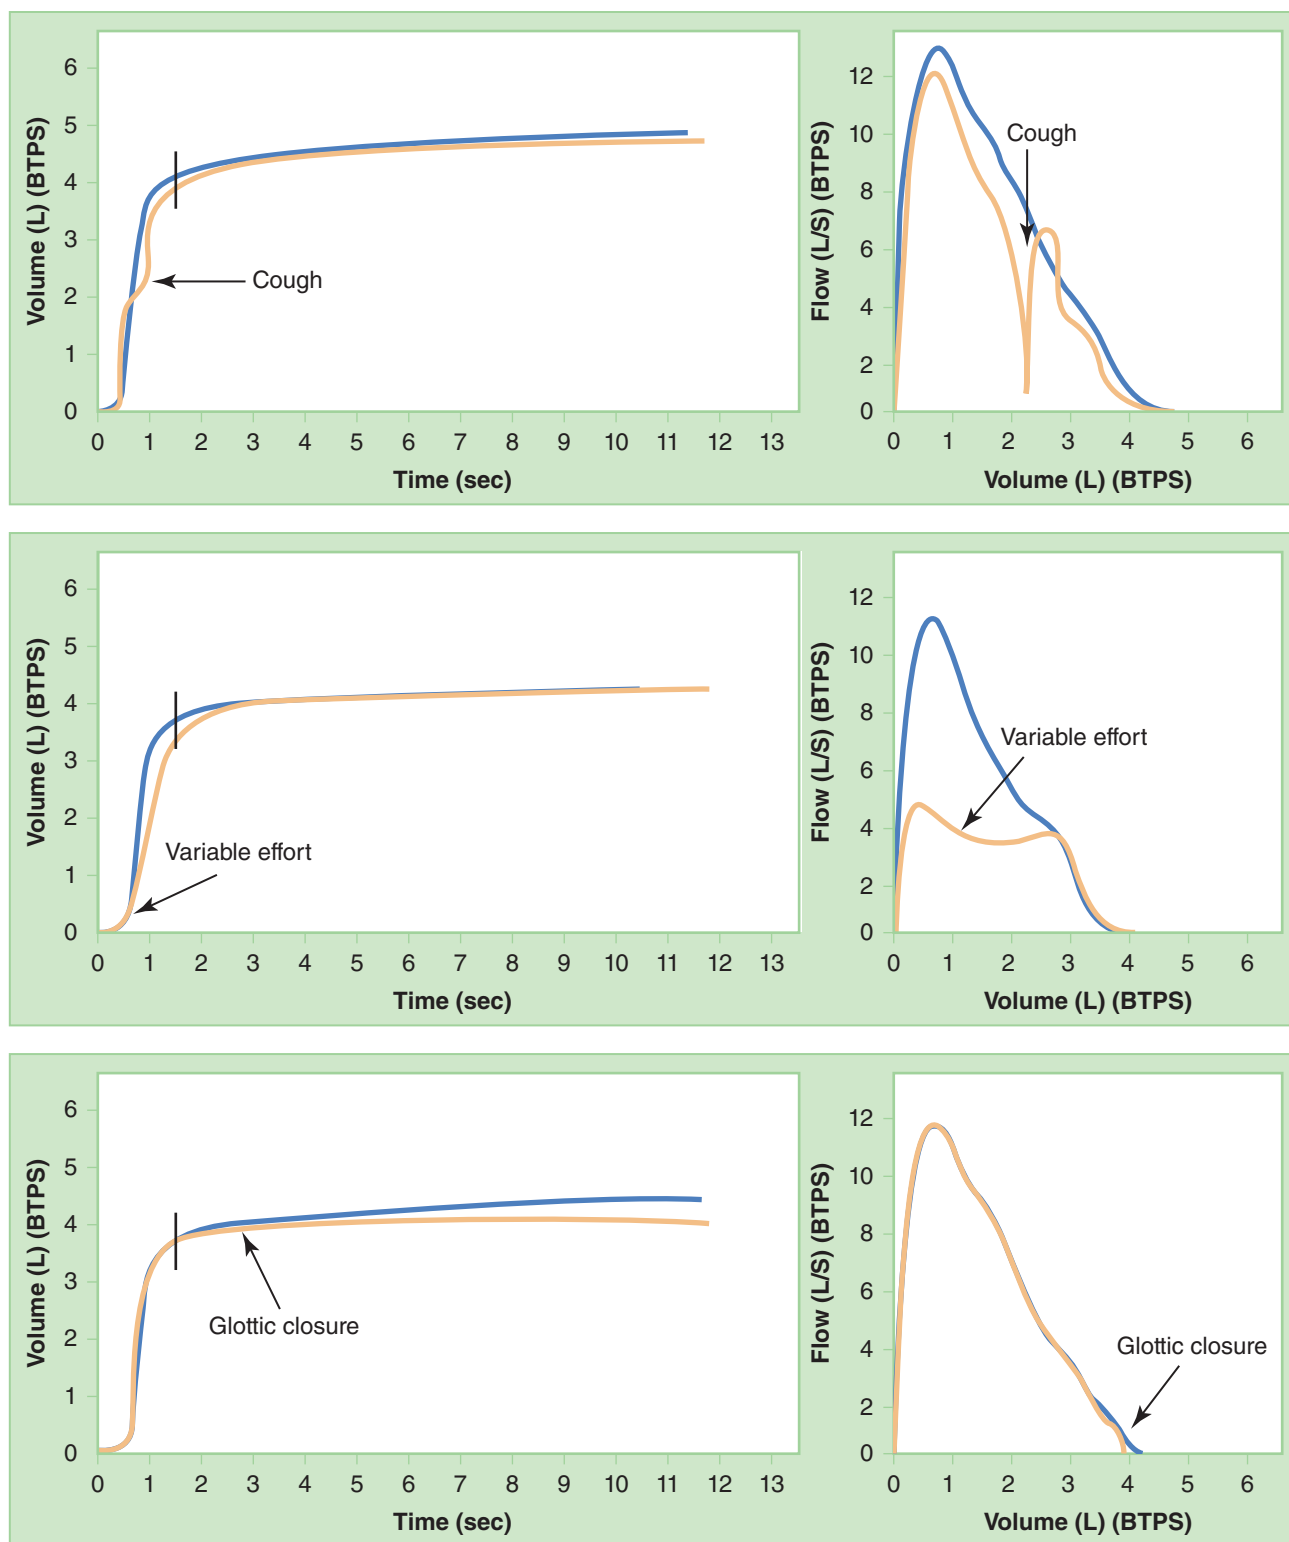 6
5
4
3
2
1
0
Volume (L) (BTPS)
Cough
0 1 2 3 4 5 6 7 8 9 10 11 12 13
Time (sec)
12
10
8
6
4
2
0
Flow (L/S) (BTPS)
Cough
0 1 2 3 4 5 6
Volume (L) (BTPS)
6
5
4
3
2
1
0
Volume (L) (BTPS)
Variable effort
0 1 2 3 4 5 6 7 8 9 10 11 12 13
Time (sec)
12
10
8
6
4
2
0
Flow (L/S) (BTPS)
Variable effort
0 1 2 3 4 5 6
Volume (L) (BTPS)
6
5
4
3
2
1
0
Volume (L) (BTPS)
Glottic closure
0 1 2 3 4 5 6 7 8 9 10 11 12 13
Time (sec)
12
10
8
6
4
2
0
Flow (L/S) (BTPS)
Glottic closure
0 1 2 3 4 5 6
Volume (L) (BTPS)